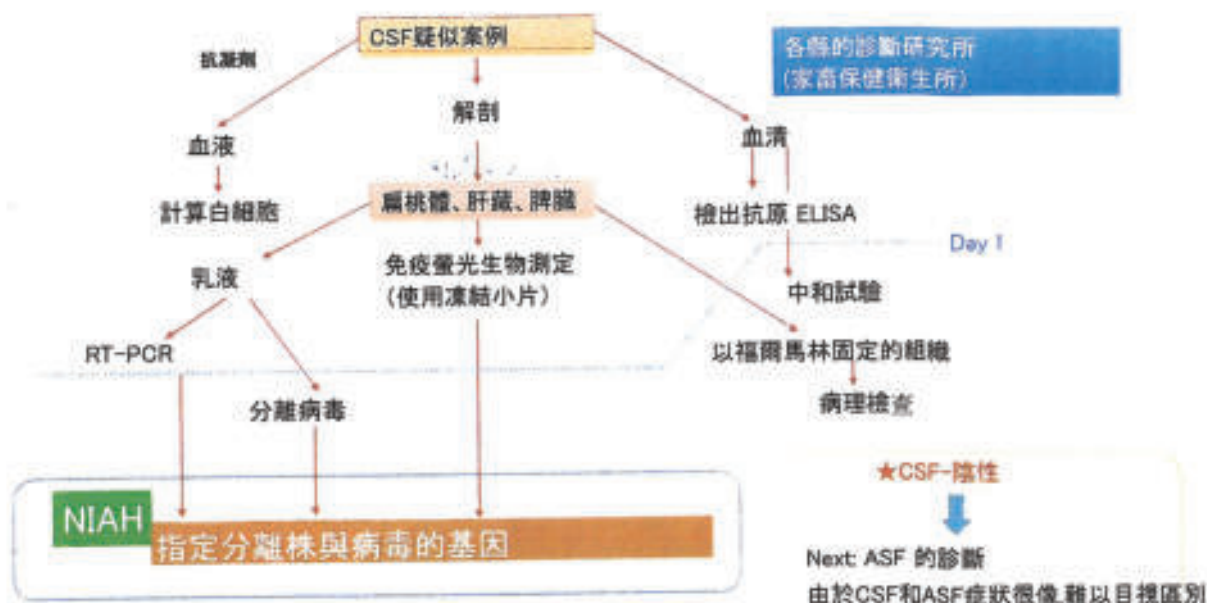 CSF疑似案例
各縣的診斷研究所
(家畜保健衛生所)
抗凝劑
解剖
血液
血清
計算白細胞
扁桃體、肝藏、脾臟
檢出抗原 ELISA
Day 1
乳液
免疫螢光生物測定
(使用凍結小片)
中和試驗
RT-PCR
以福爾馬林固定的組織
分離病毒
病理檢查
★CSF-陰性
NIAH
指定分離株與病毒的基因
Next: ASF 的診斷
由於CSF和ASF症狀很像,難以目視區別